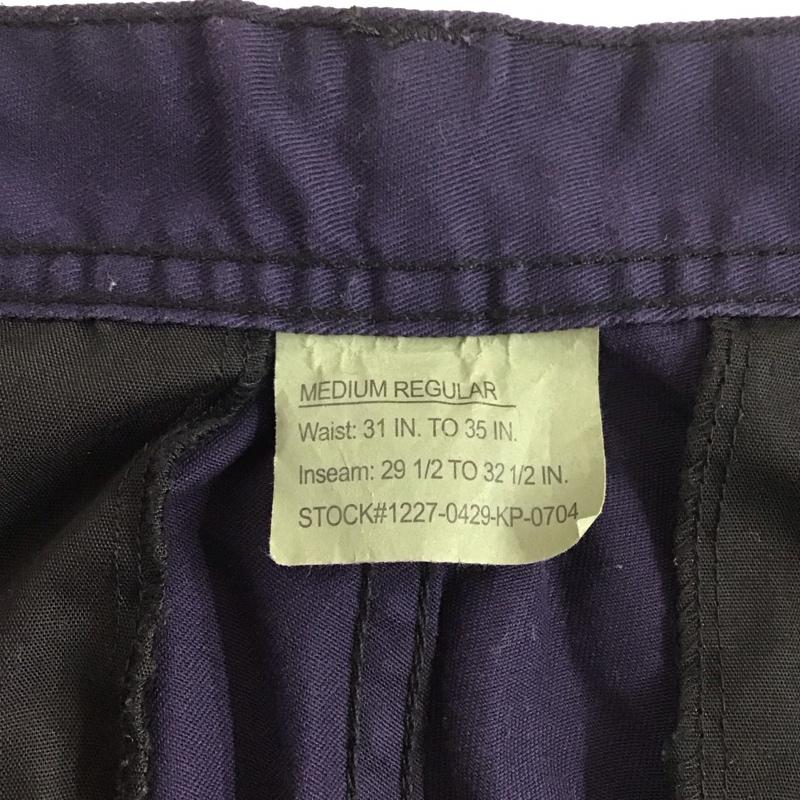 MEDIUM REGULAR
Waist: 31 IN. TO 35 IN.
Inseam: 29 1/2 TO 32 1/2 IN.
STOCK#1227-0429-KP-0704